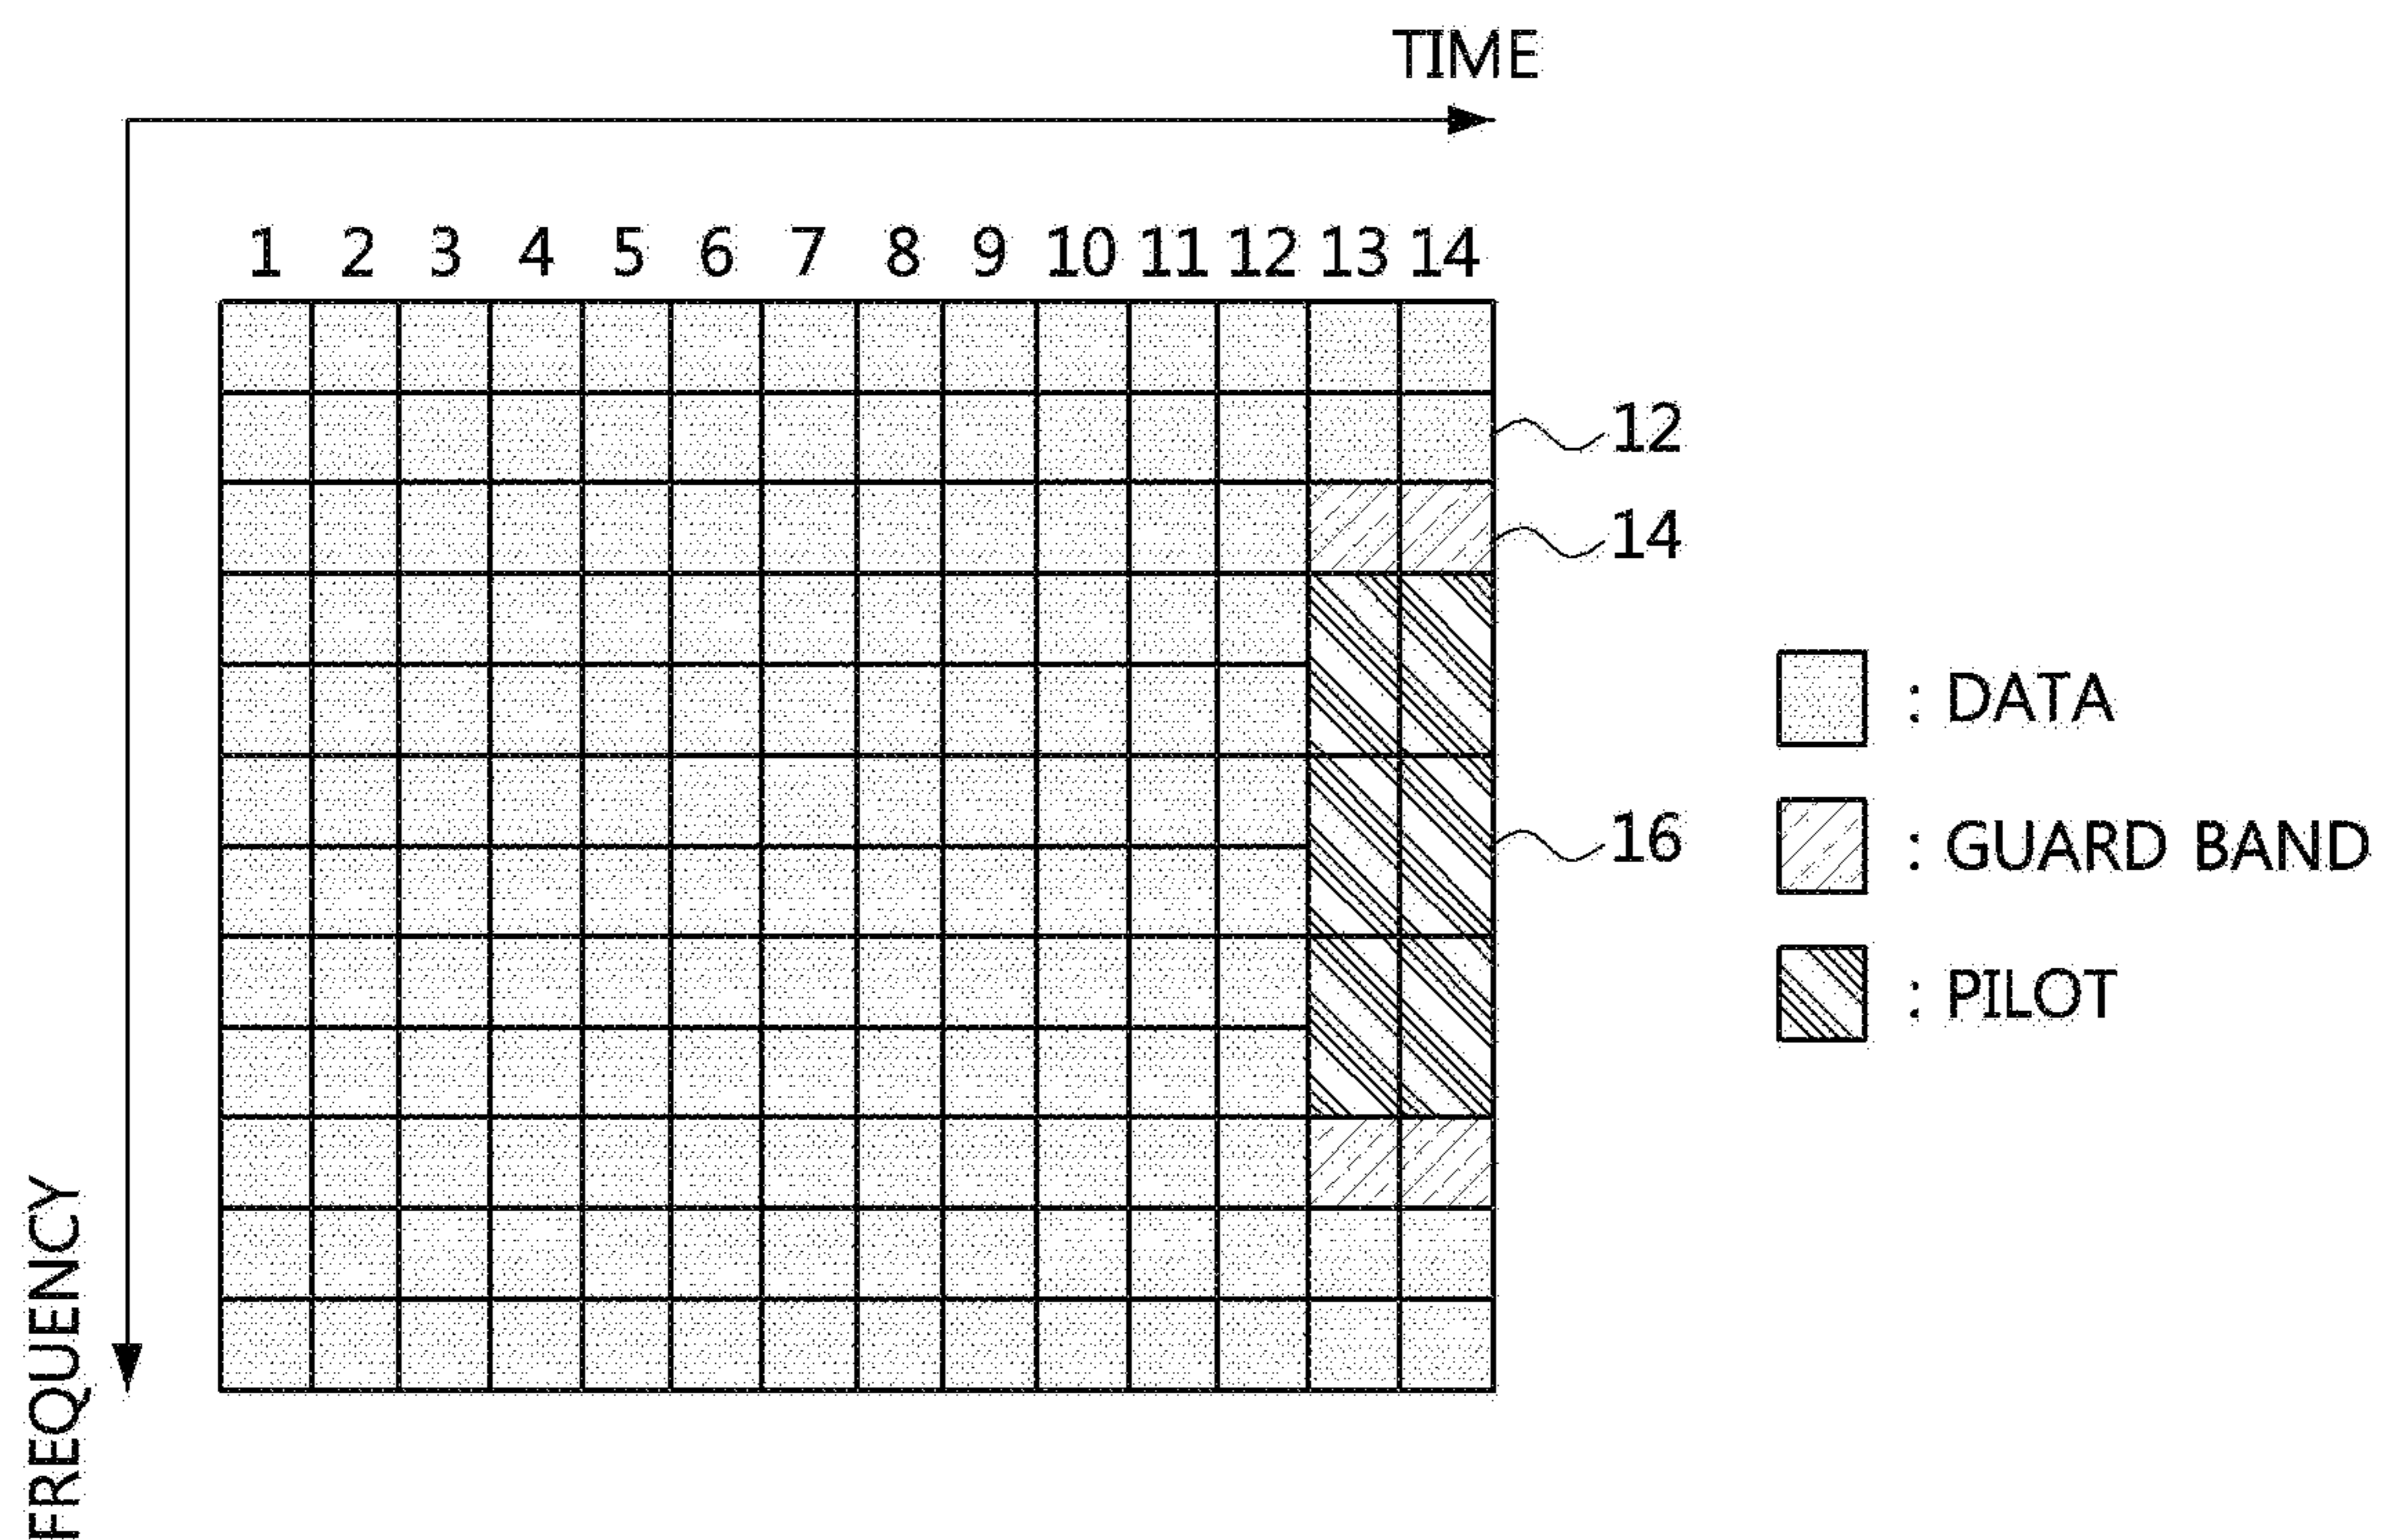 TIME
1 2 3 4 5 6 7 8 9 10 11 12 13 14
12
14
16
: DATA
: GUARD BAND
: PILOT
FREQUENCY